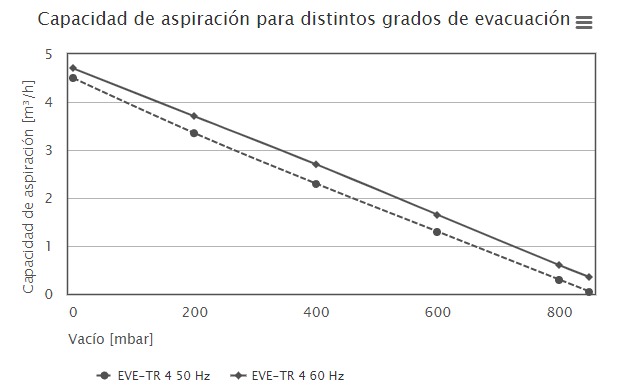 Capacidad de aspiración para distintos grados de evacuación
Capacidad de aspiración [m³/h]
5
4
3
2
1
0
0 200 400 600 800
Vacío [mbar]
EVE-TR 4 50 Hz EVE-TR 4 60 Hz